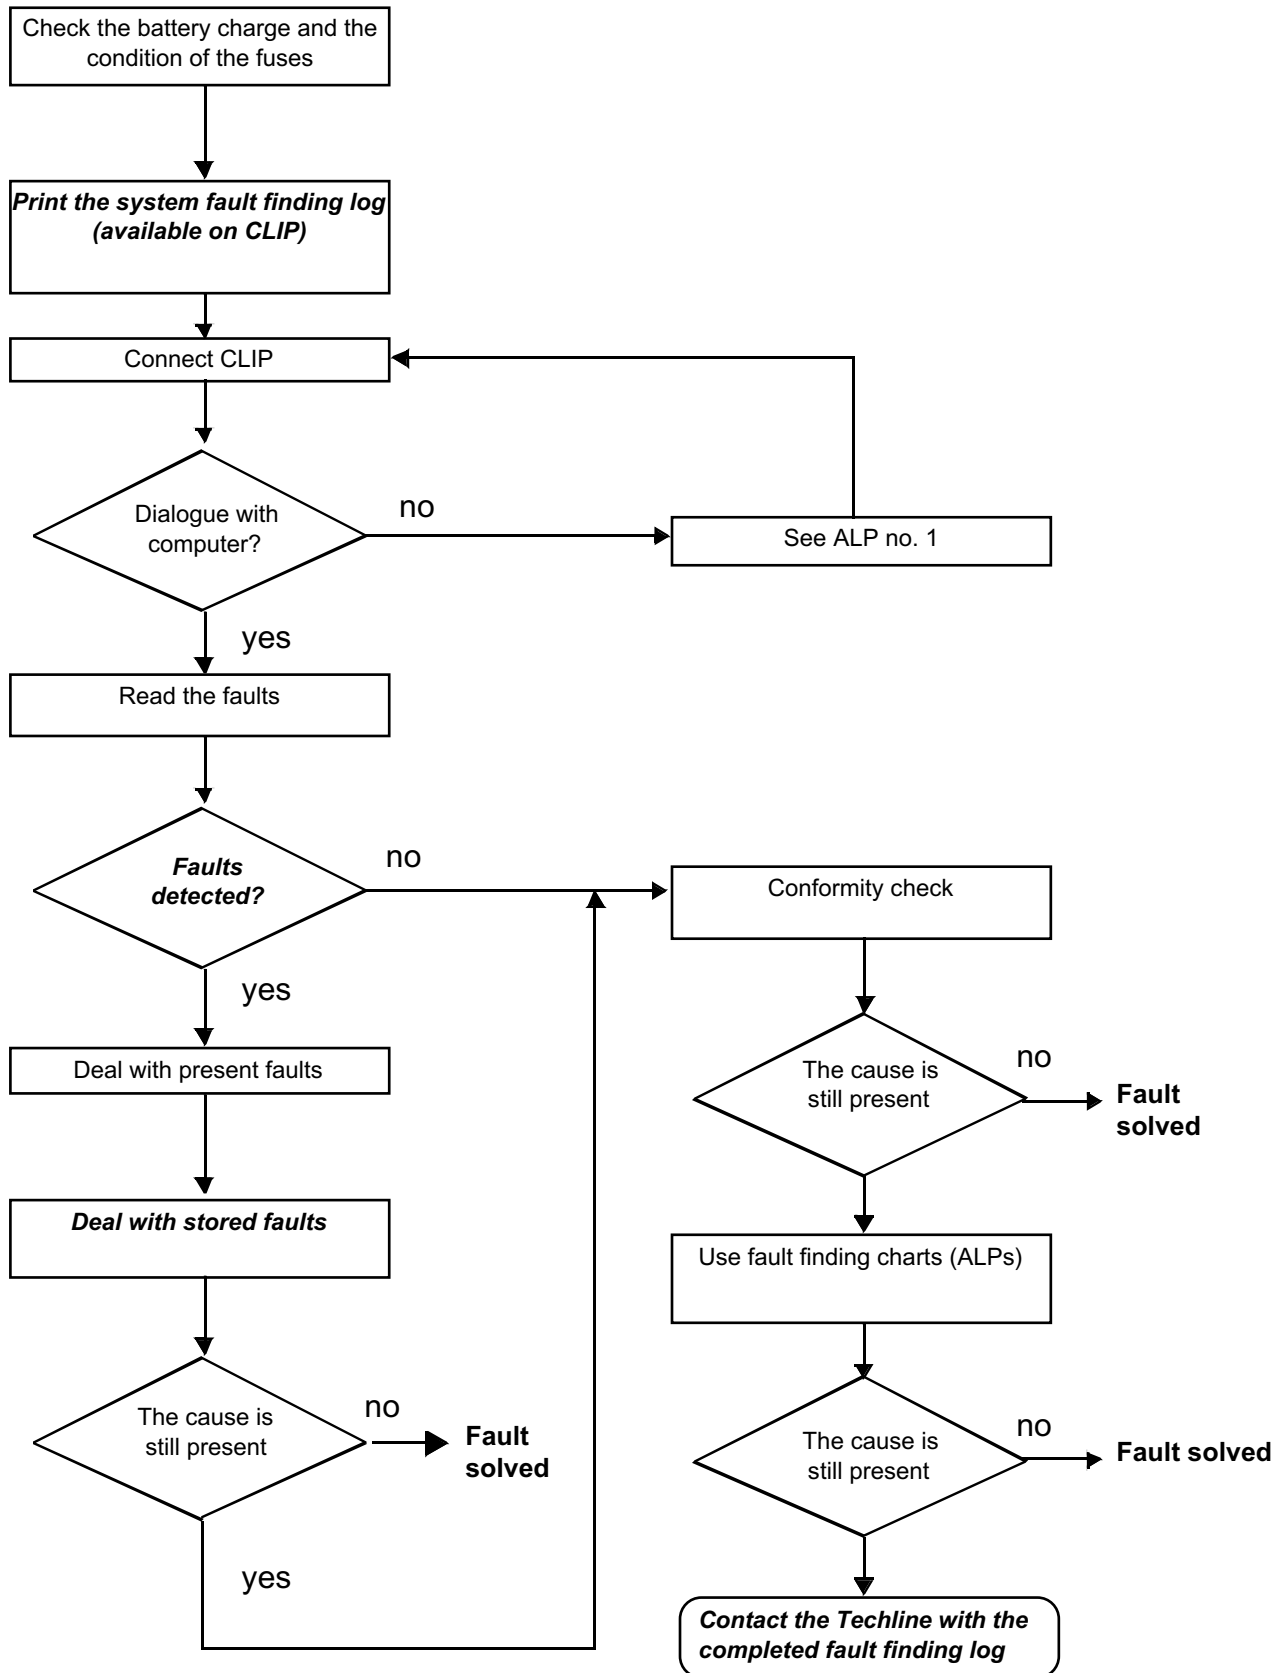 Check the battery charge and the
condition of the fuses
Print the system fault finding log
(available on CLIP)
Connect CLIP
Dialogue with
computer?
no
See ALP no. 1
yes
Read the faults
Faults
detected?
no
Conformity check
yes
Deal with present faults
The cause is
still present
no
Fault
solved
Deal with stored faults
Use fault finding charts (ALPs)
The cause is
still present
no
Fault
solved
The cause is
still present
no
Fault solved
yes
Contact the Techline with the
completed fault finding log